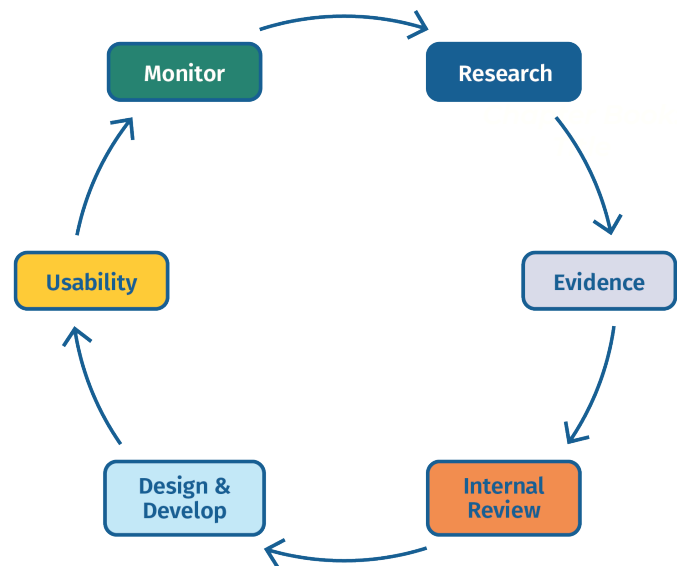 Monitor
Research
Usability
Evidence
Design &
Develop
Internal
Review